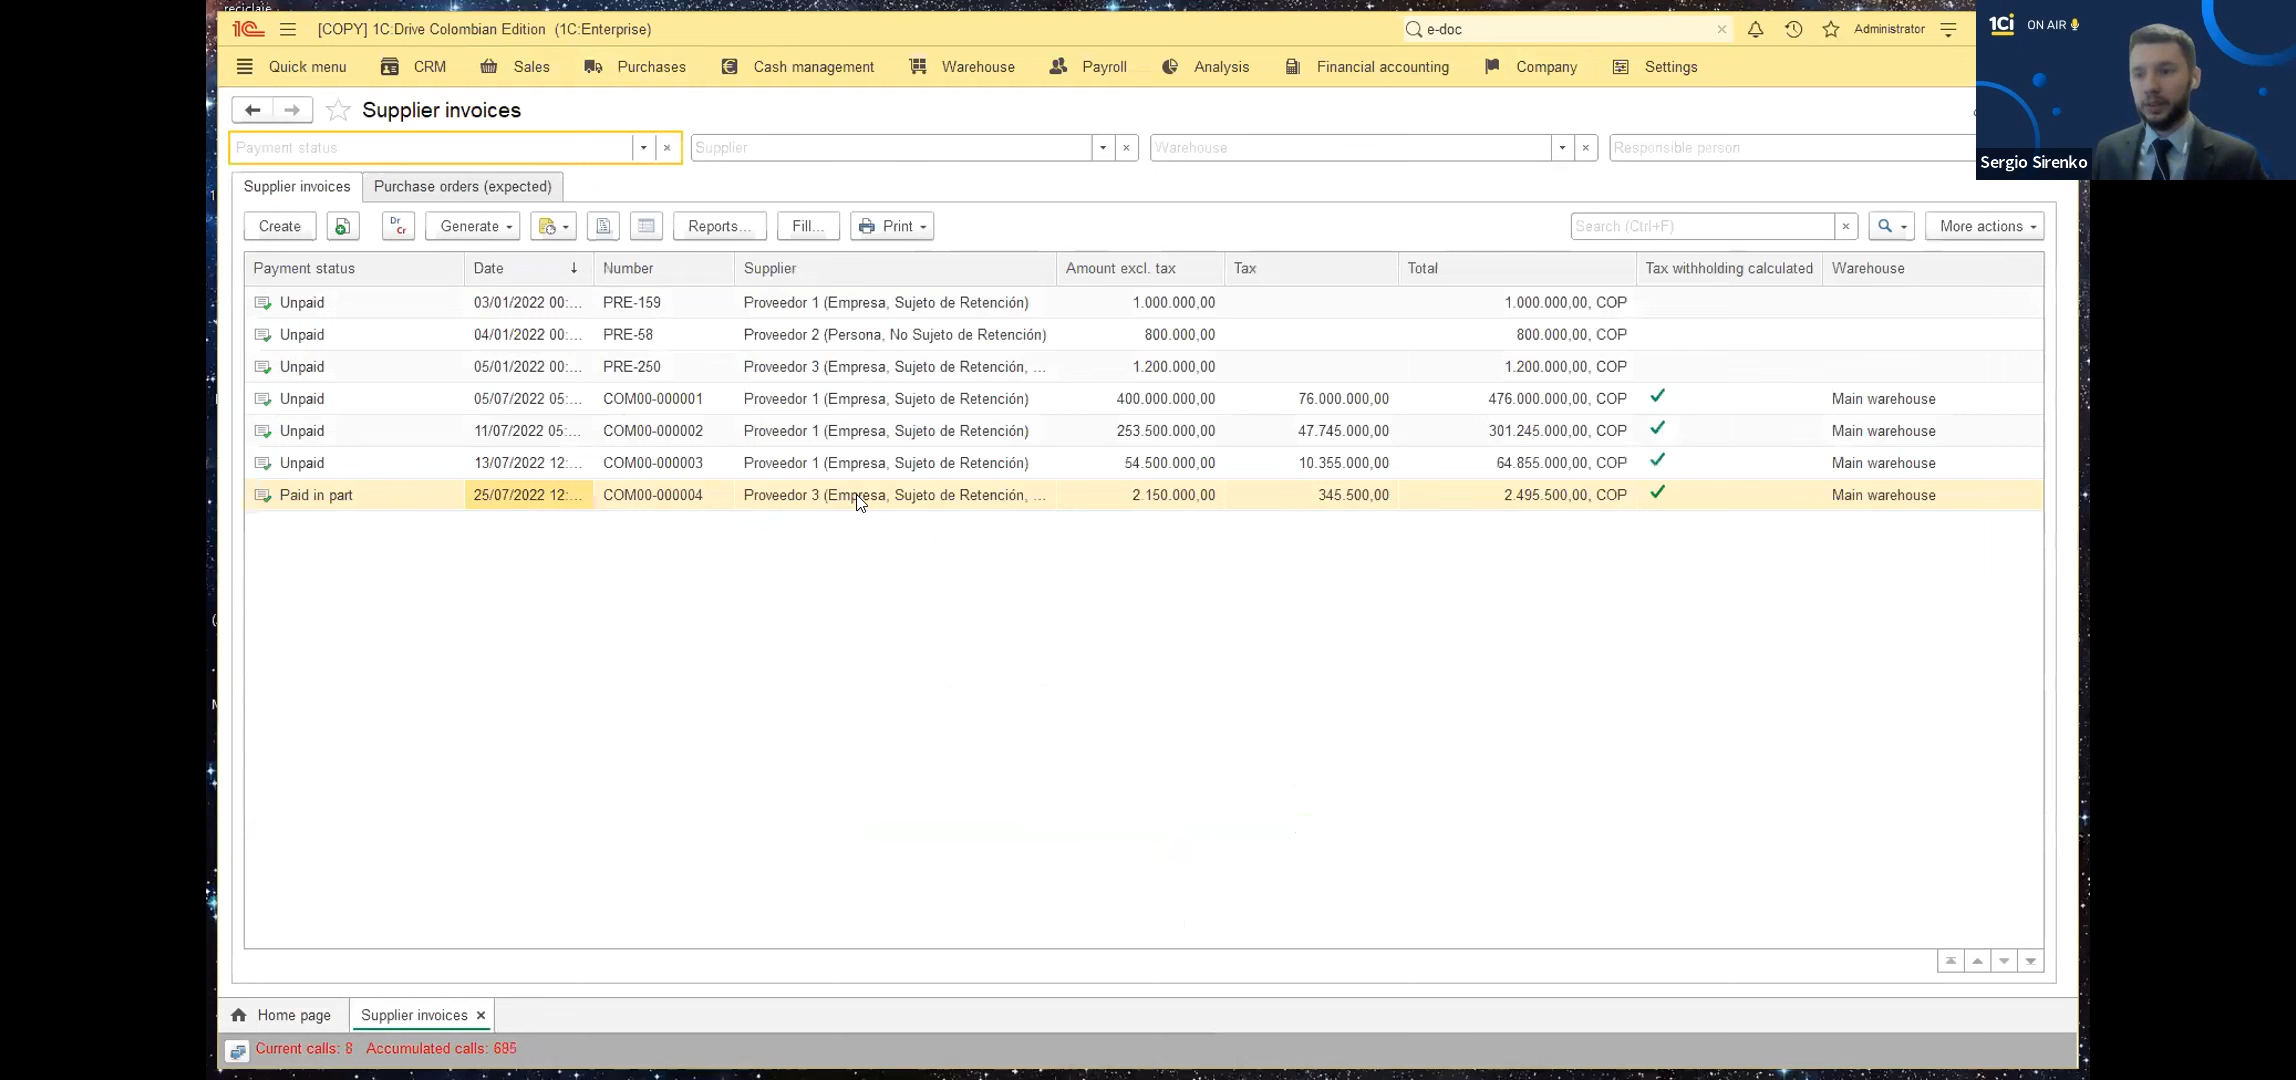 reciclaje
[COPY] 1C:Drive Colombian Edition (1C:Enterprise)
e-doc
Administrator
1Ci ON AIR
Quick menu CRM Sales Purchases Cash management Warehouse Payroll Analysis Financial accounting Company Settings
Supplier invoices
Payment status Supplier Warehouse Responsible person
Sergio Sirenko
Supplier invoices Purchase orders (expected)
Create Dr Cr Generate Reports... Fill... Print Search (Ctrl+F) More actions
Payment status Date Number Supplier Amount excl. tax Tax Total Tax withholding calculated Warehouse
Unpaid 03/01/2022 00:... PRE-159 Proveedor 1 (Empresa, Sujeto de Retención) 1.000.000,00 1.000.000,00, COP
Unpaid 04/01/2022 00:... PRE-58 Proveedor 2 (Persona, No Sujeto de Retención) 800.000,00 800.000,00, COP
Unpaid 05/01/2022 00:... PRE-250 Proveedor 3 (Empresa, Sujeto de Retención, ... 1.200.000,00 1.200.000,00, COP
Unpaid 05/07/2022 05:... COM00-000001 Proveedor 1 (Empresa, Sujeto de Retención) 400.000.000,00 76.000.000,00 476.000.000,00, COP Main warehouse
Unpaid 11/07/2022 05:... COM00-000002 Proveedor 1 (Empresa, Sujeto de Retención) 253.500.000,00 47.745.000,00 301.245.000,00, COP Main warehouse
Unpaid 13/07/2022 12:... COM00-000003 Proveedor 1 (Empresa, Sujeto de Retención) 54.500.000,00 10.355.000,00 64.855.000,00, COP Main warehouse
Paid in part 25/07/2022 12:... COM00-000004 Proveedor 3 (Empresa, Sujeto de Retención, ... 2.150.000,00 345.500,00 2.495.500,00, COP Main warehouse
Home page Supplier invoices
Current calls: 8 Accumulated calls: 685